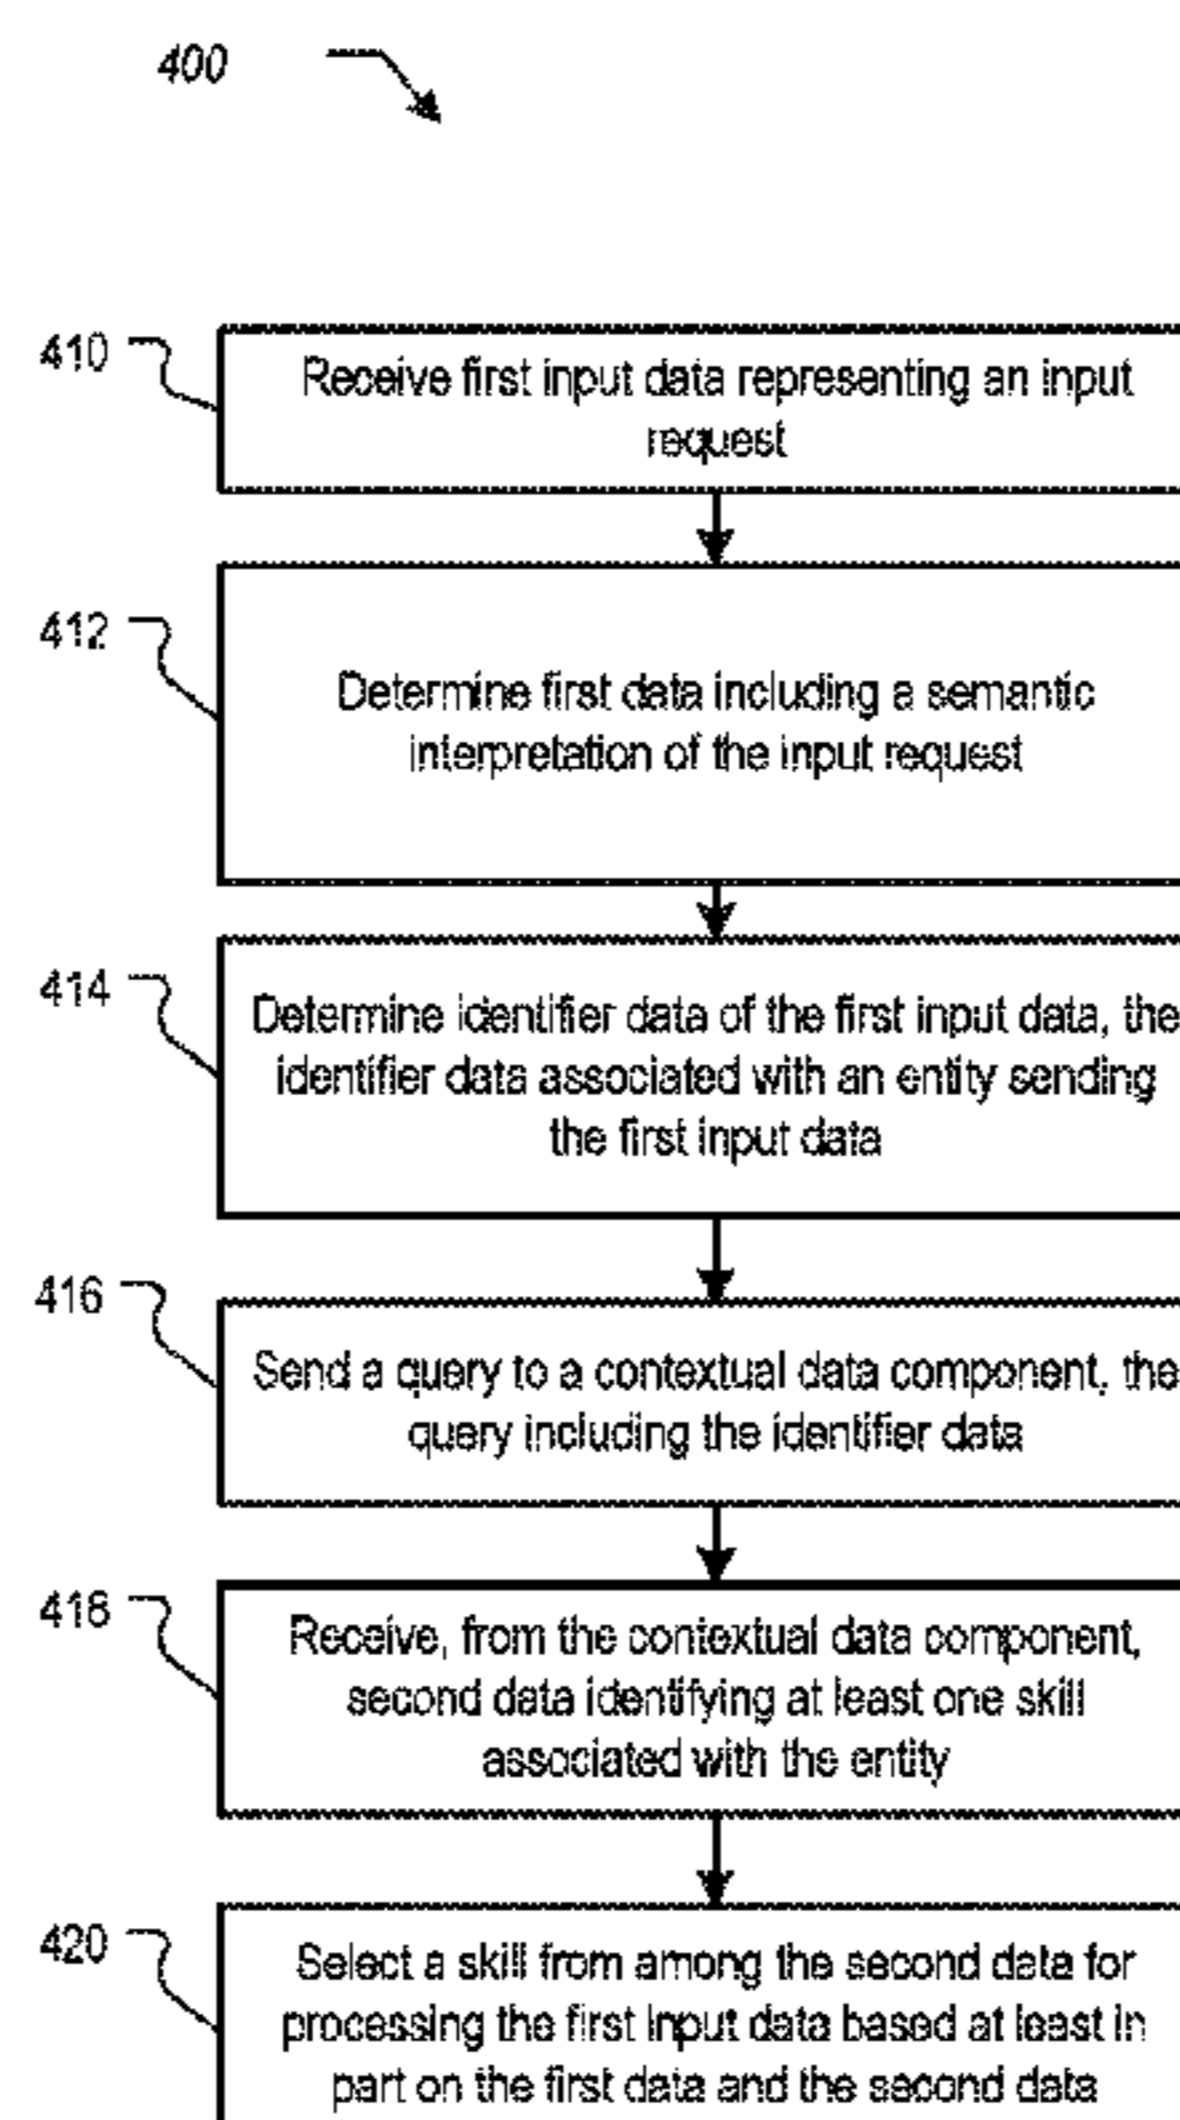 400
410
Receive first input data representing an input
request
412
Determine first data including a semantic
interpretation of the input request
414
Determine identifier data of the first input data, the
identifier data associated with an entity sending
the first input data
416
Send a query to a contextual data component, the
query including the identifier data
418
Receive, from the contextual data component,
second data identifying at least one skill
associated with the entity
420
Select a skill from among the second data for
processing the first input data based at least in
part on the first data and the second data